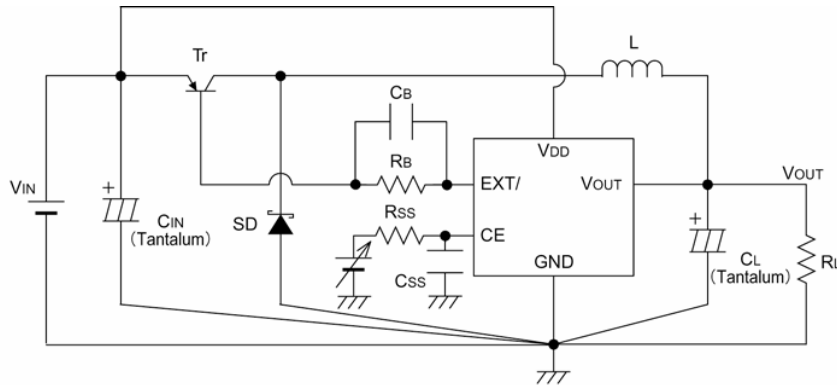 L
Tr
CB
VDD
RB
EXT/
VOUT
VOUT
VIN
+
CIN
(Tantalum)
SD
RSS
CE
+
CSS
GND
CL
(Tantalum)
RL